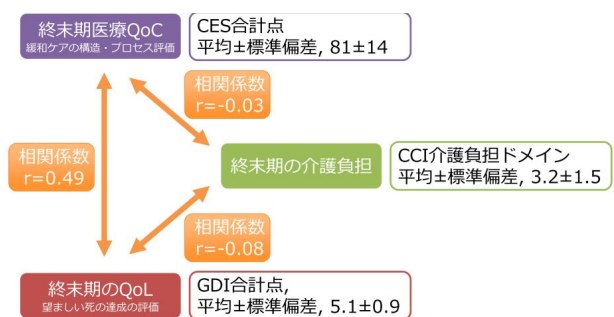 終末期医療QoC
緩和ケアの構造・プロセス評価
CES合計点
平均±標準偏差, 81±14
相関係数
r=-0.03
相関係数
r=0.49
終末期の介護負担
CCI介護負担ドメイン
平均±標準偏差, 3.2±1.5
相関係数
r=-0.08
終末期のQoL
望ましい死の達成の評価
GDI合計点,
平均±標準偏差, 5.1±0.9